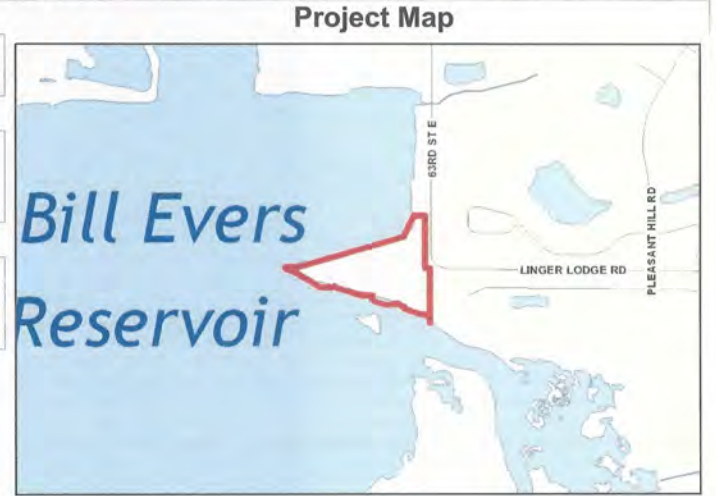 Project Map
Bill Evers
Reservoir
63RD ST E
LINGER LODGE RD
PLEASANT HILL RD